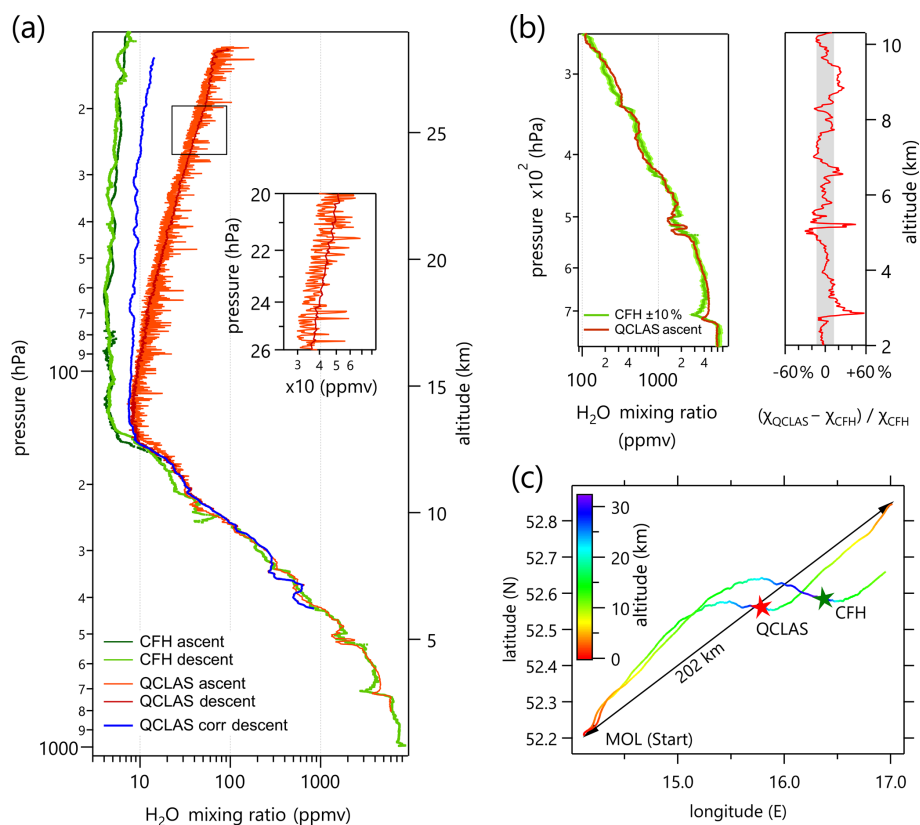 (a)
pressure (hPa)
2
3
4
5
6
7
8
9
100
2
3
4
5
6
7
8
9
1000
10
100
1000
H2O mixing ratio (ppmv)
25
20
15
10
5
altitude (km)
CFH ascent
CFH descent
QCLAS ascent
QCLAS descent
QCLAS corr descent
pressure (hPa)
20
22
24
26
3
4
5
6
x10 (ppmv)
(b)
pressure x10² (hPa)
3
4
5
6
7
CFH ±10 %
QCLAS ascent
100
2
4
1000
2
4
H2O mixing ratio
(ppmv)
10
8
6
4
2
altitude (km)
-60 %
0
+60 %
(χQCLAS – χCFH) / χCFH
(c)
latitude (N)
52.8
52.7
52.6
52.5
52.4
52.3
52.2
30
20
10
0
altitude (km)
QCLAS
CFH
202 km
MOL (Start)
15.0
16.0
17.0
longitude (E)